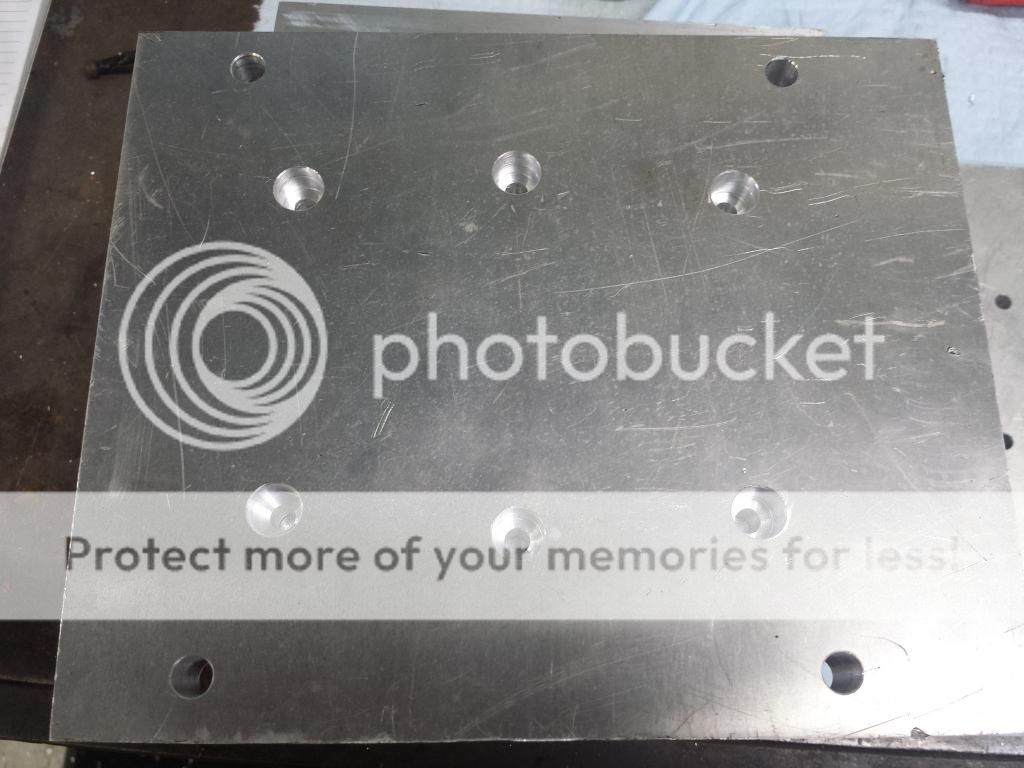 photobucket
Protect more of your memories for less!